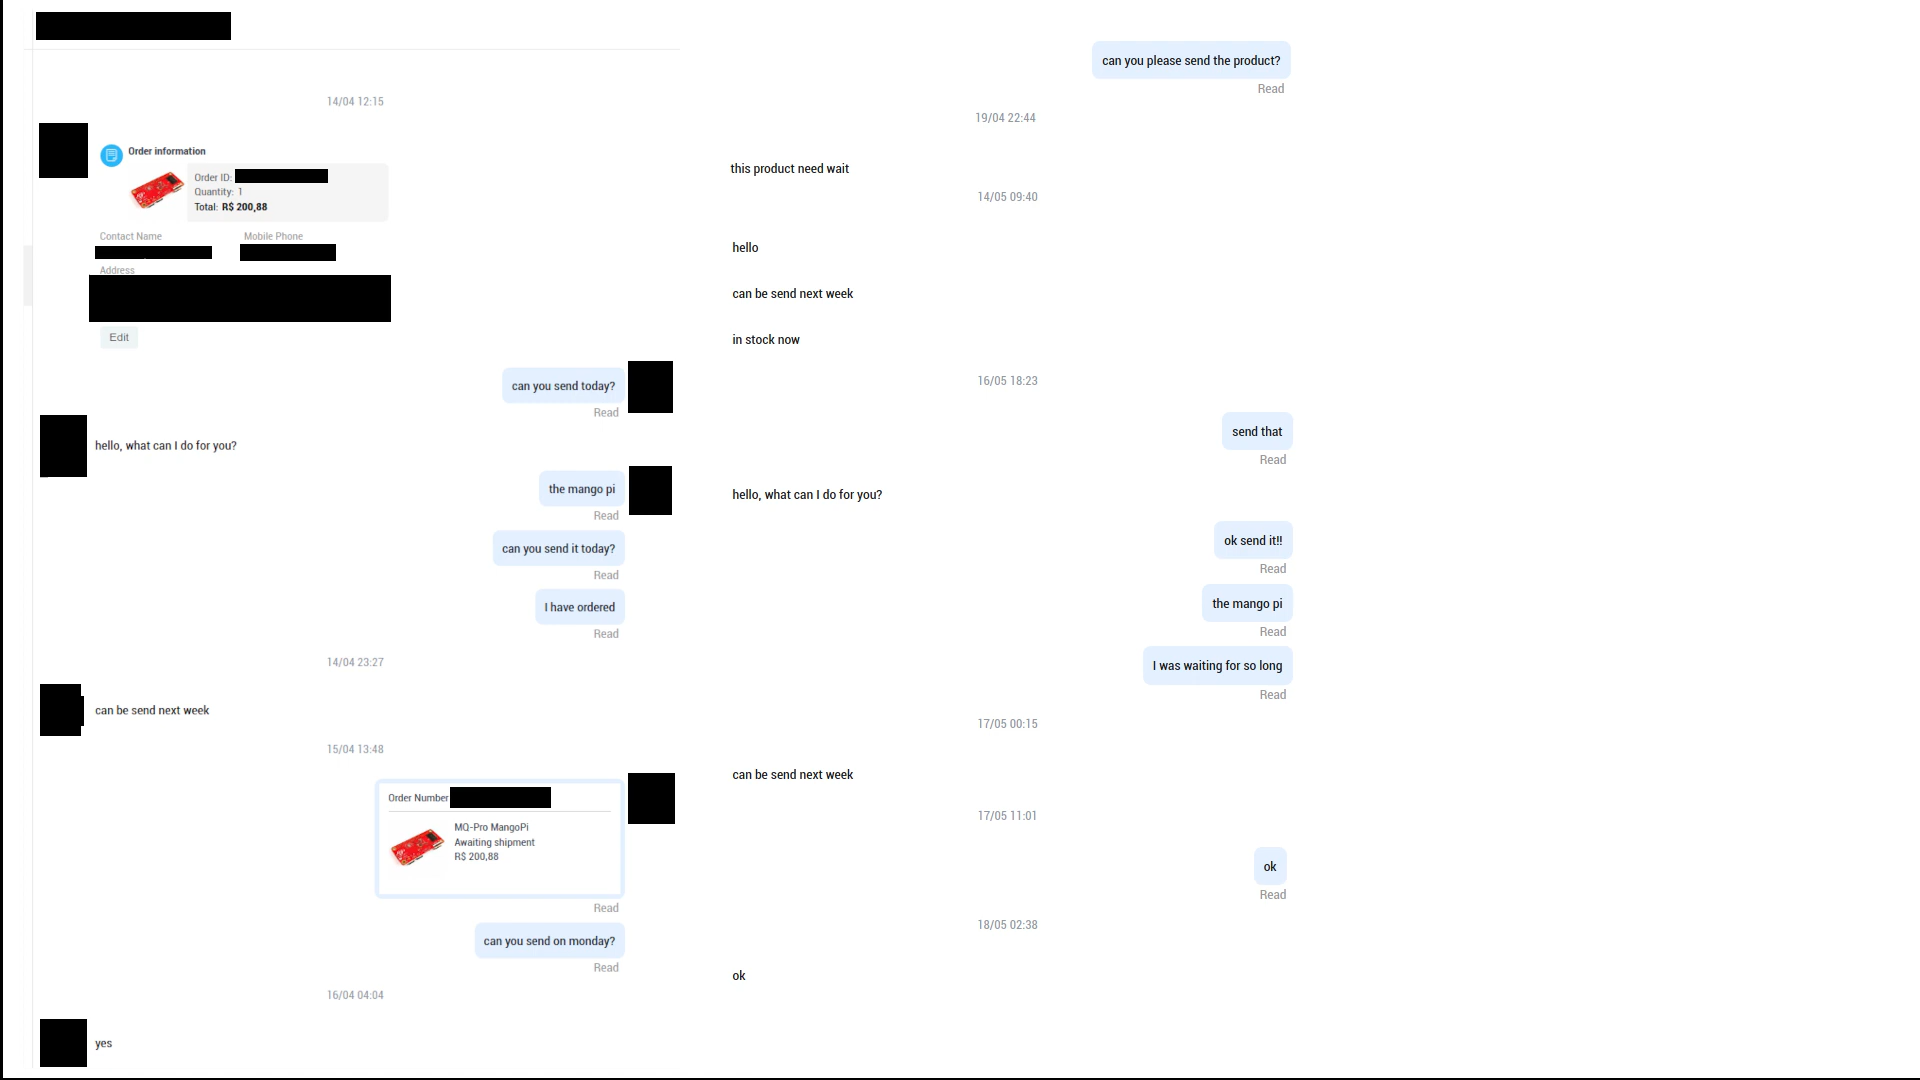 14/04 12:15
Order information
Order ID:
Quantity: 1
Total: R$ 200,88
Contact Name
Mobile Phone
Address
Edit
can you send today?
Read
hello, what can I do for you?
the mango pi
Read
can you send it today?
Read
I have ordered
Read
14/04 23:27
can be send next week
15/04 13:48
Order Number
MQ-Pro MangoPi
Awaiting shipment
R$ 200,88
Read
can you send on monday?
Read
16/04 04:04
yes
can you please send the product?
Read
19/04 22:44
this product need wait
14/05 09:40
hello
can be send next week
in stock now
16/05 18:23
send that
Read
hello, what can I do for you?
ok send it!!
Read
the mango pi
Read
I was waiting for so long
Read
17/05 00:15
can be send next week
17/05 11:01
ok
Read
18/05 02:38
ok